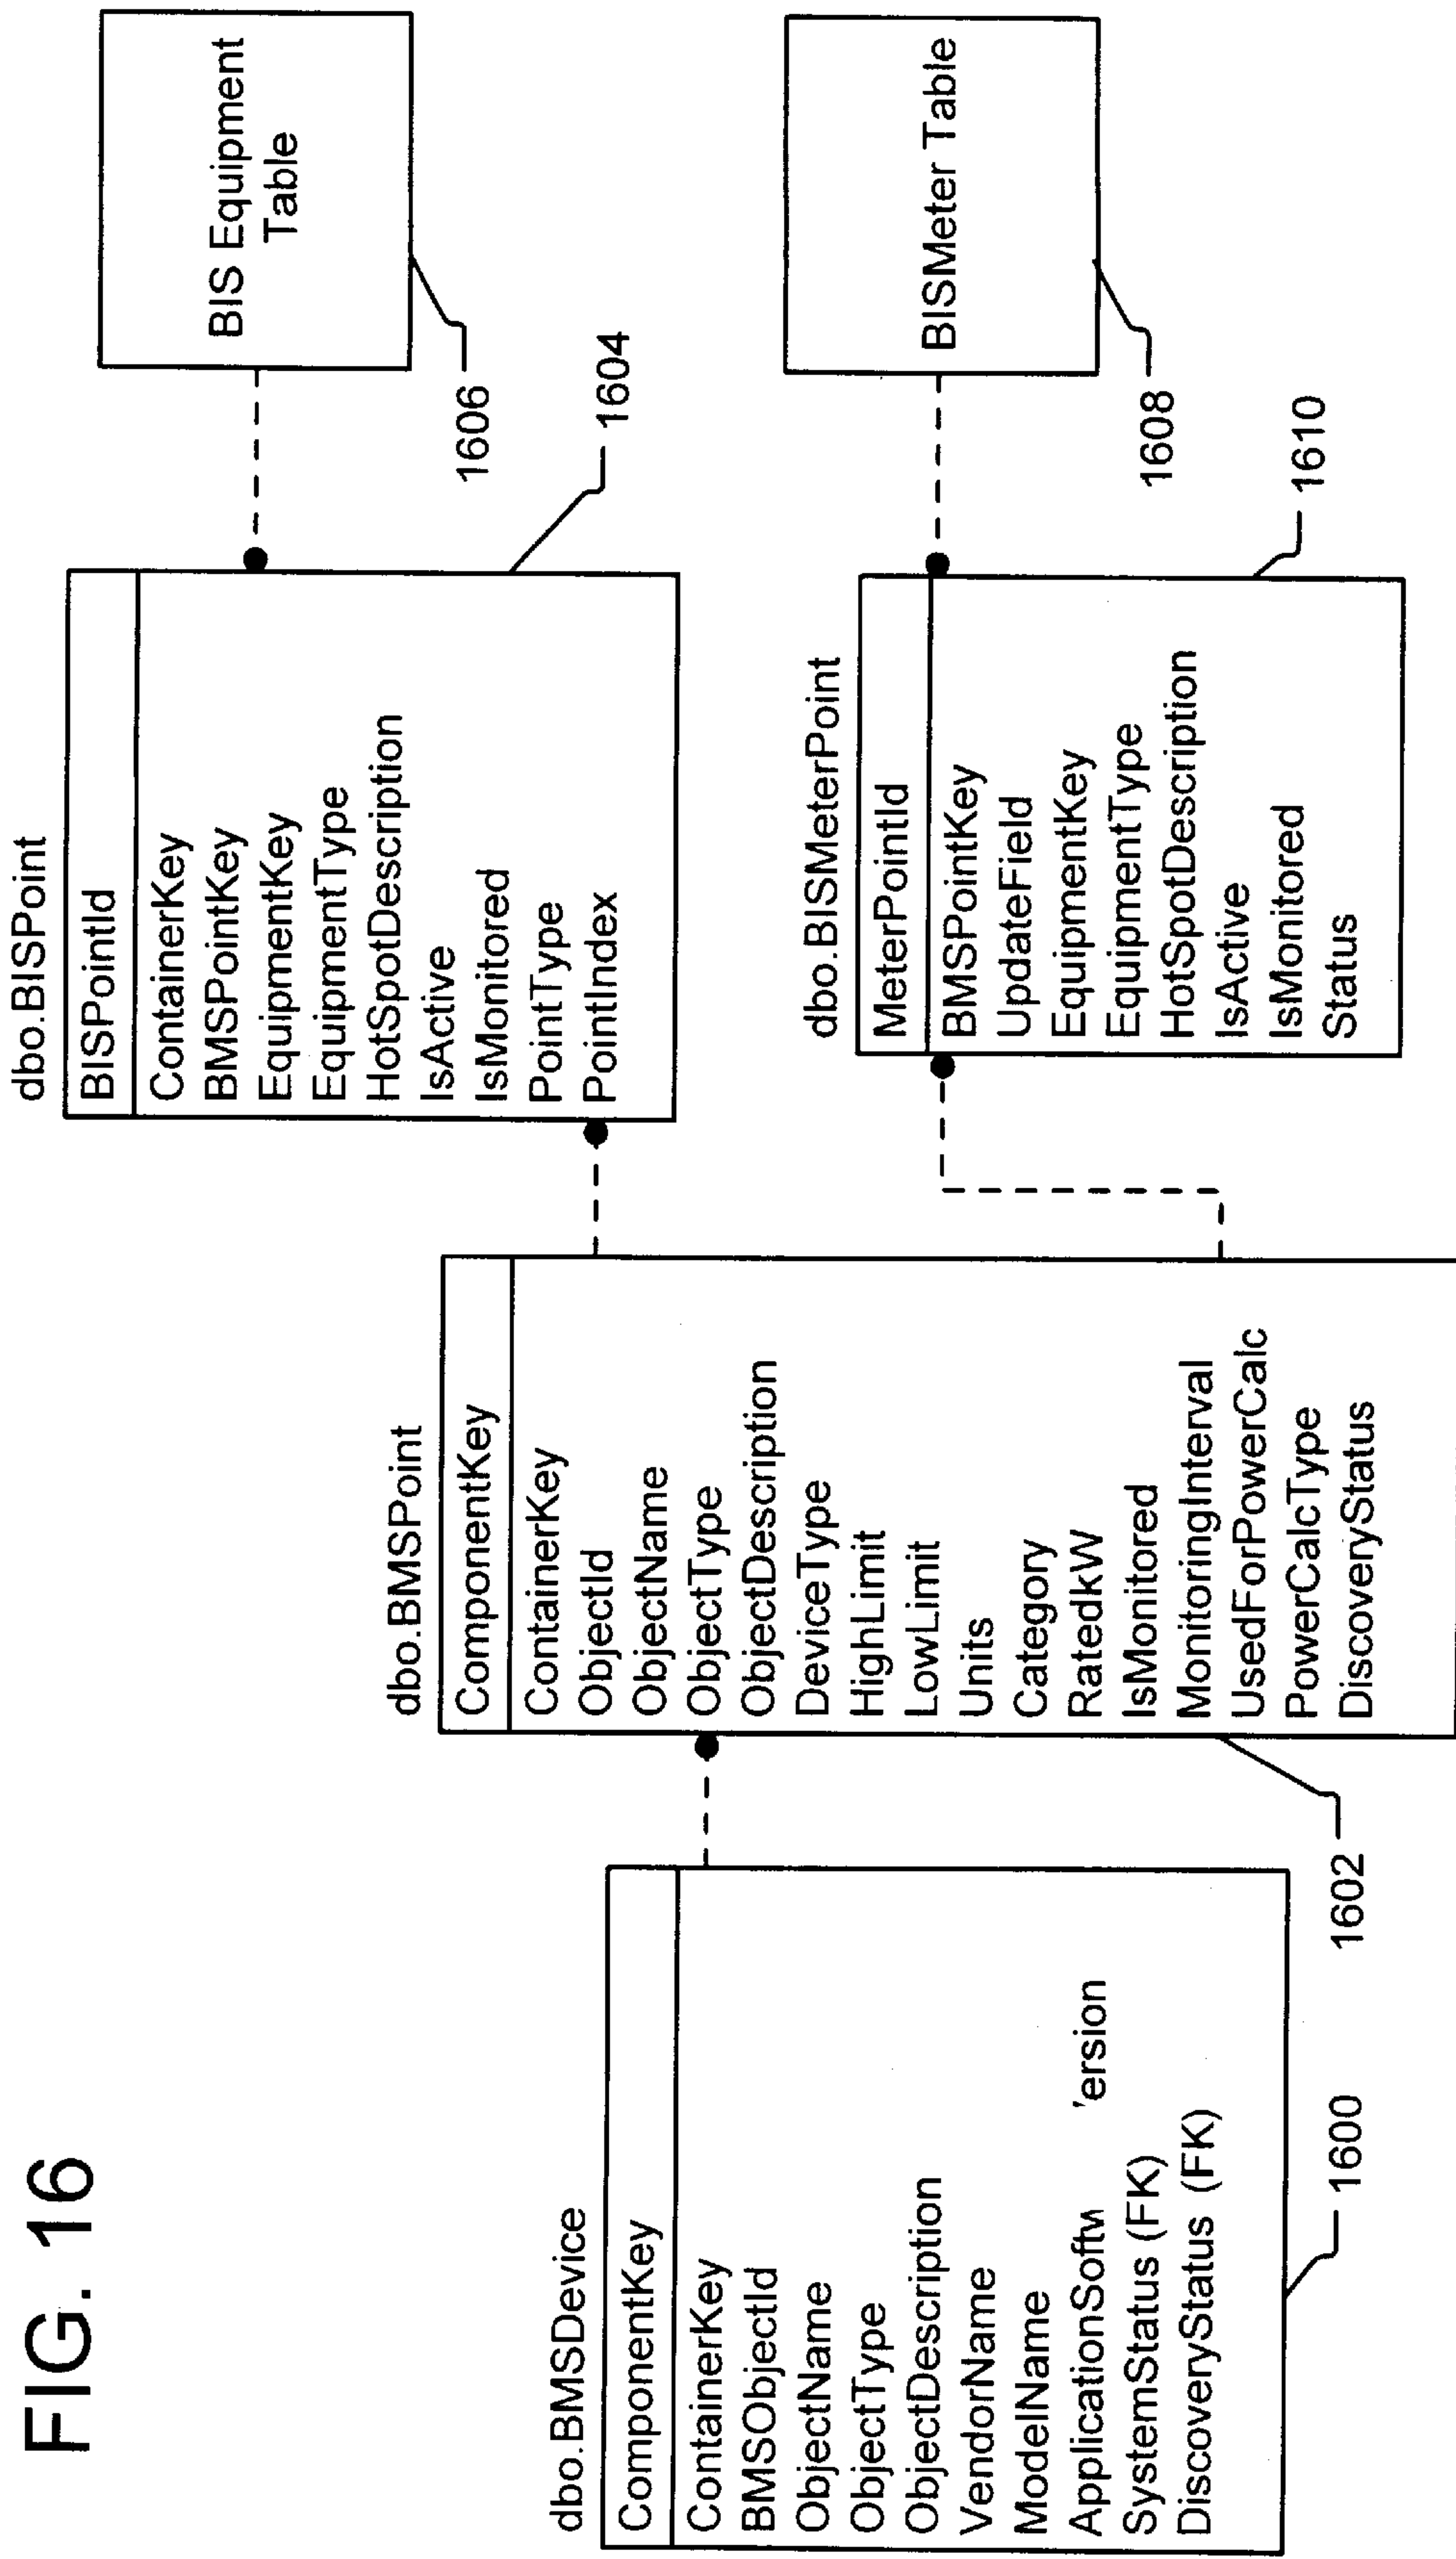 FIG. 16
dbo.BMSDevice
ComponentKey
ContainerKey
BMSObjectId
ObjectName
ObjectType
ObjectDescription
VendorName
ModelName
ApplicationSoftw 'ersion
SystemStatus (FK)
DiscoveryStatus (FK)
1600
dbo.BMSPoint
ComponentKey
ContainerKey
ObjectId
ObjectName
ObjectType
ObjectDescription
DeviceType
HighLimit
LowLimit
Units
Category
RatedkW
IsMonitored
MonitoringInterval
UsedForPowerCalc
PowerCalcType
DiscoveryStatus
1602
dbo.BISPoint
BISPointId
ContainerKey
BMSPointKey
EquipmentKey
EquipmentType
HotSpotDescription
IsActive
IsMonitored
PointType
PointIndex
1604
BIS Equipment
Table
1606
dbo.BISMeterPoint
MeterPointId
BMSPointKey
UpdateField
EquipmentKey
EquipmentType
HotSpotDescription
IsActive
IsMonitored
Status
1610
BISMeter Table
1608